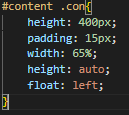 #content .con{
height: 400px;
padding: 15px;
width: 65%;
height: auto;
float: left;
}